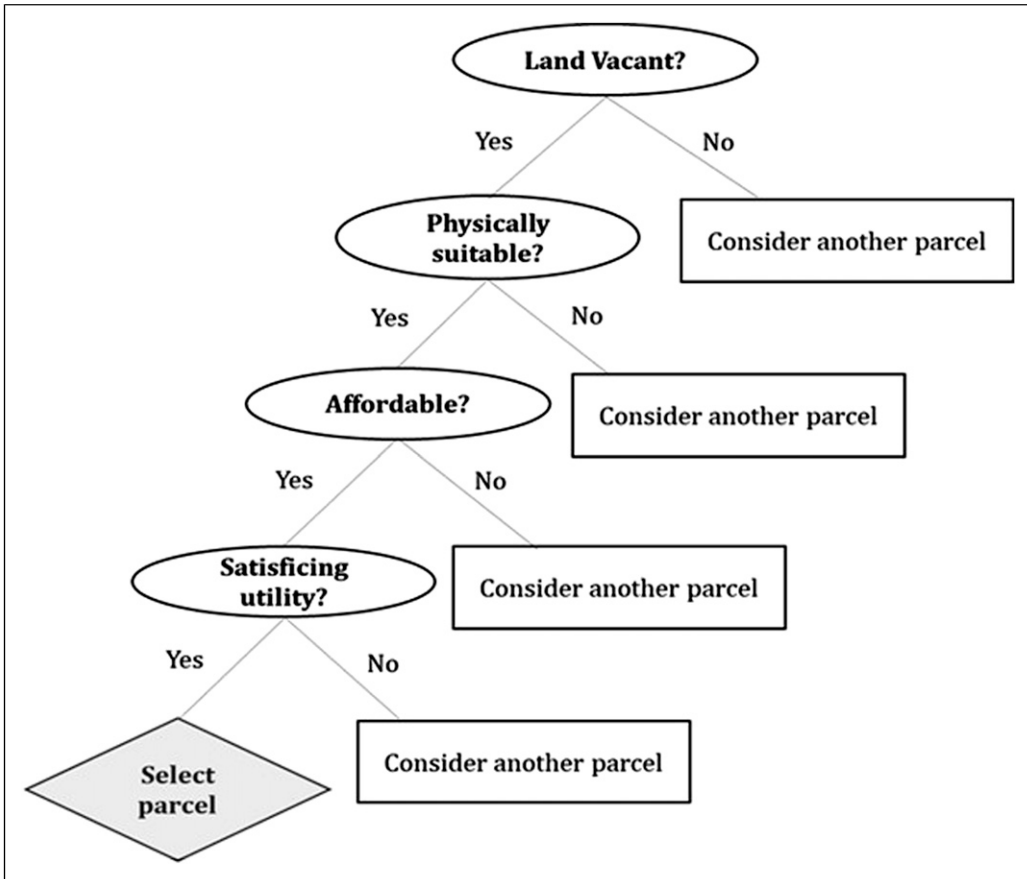 Land Vacant?
Yes
No
Physically
suitable?
Consider another parcel
Yes
No
Affordable?
Consider another parcel
Yes
No
Satisficing
utility?
Consider another parcel
Yes
No
Select
parcel
Consider another parcel